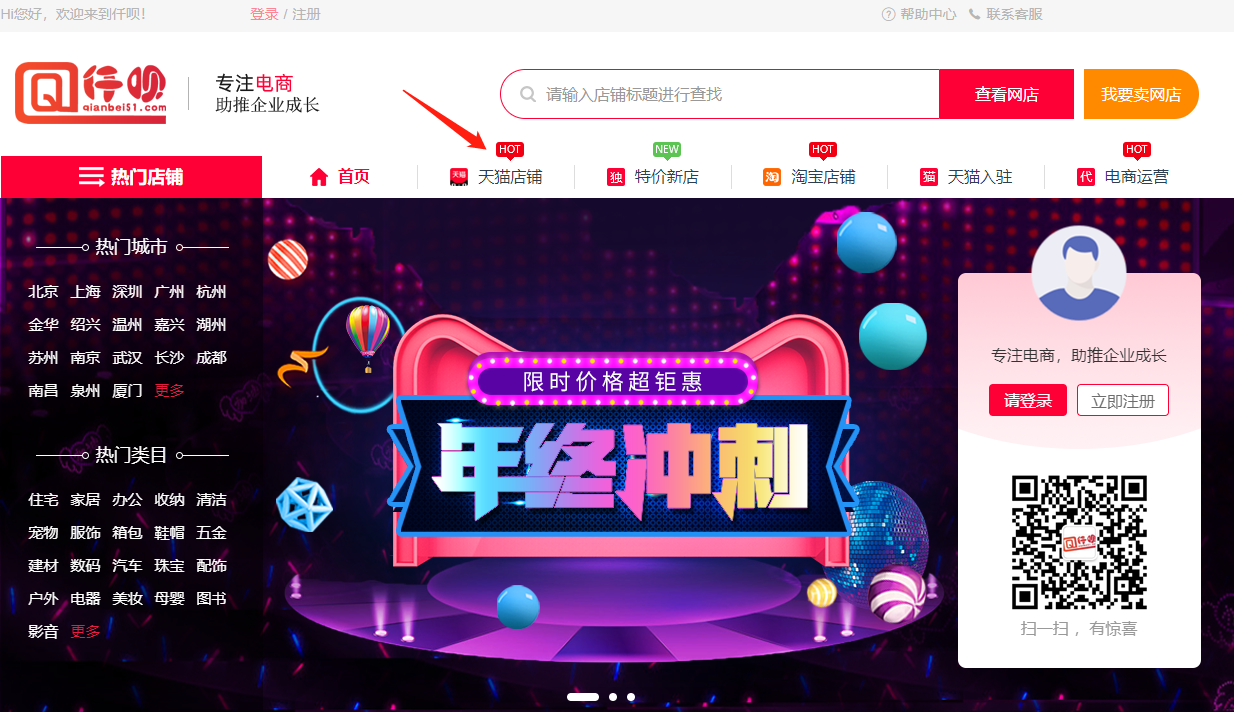 Hi您好，欢迎来到仟呗!
登录 / 注册
帮助中心
联系客服
仟呗
qianbei51.com
专注电商
助推企业成长
请输入店铺标题进行查找
查看网店
我要卖网店
热门店铺
首页
HOT
天猫
天猫店铺
NEW
独
特价新店
HOT
淘
淘宝店铺
猫
天猫入驻
HOT
代
电商运营
热门城市
北京 上海 深圳 广州 杭州
金华 绍兴 温州 嘉兴 湖州
苏州 南京 武汉 长沙 成都
南昌 泉州 厦门 更多
热门类目
住宅 家居 办公 收纳 清洁
宠物 服饰 箱包 鞋帽 五金
建材 数码 汽车 珠宝 配饰
户外 电器 美妆 母婴 图书
影音 更多
限时价格超钜惠
年终冲刺
专注电商，助推企业成长
请登录
立即注册
仟呗
扫一扫 ，有惊喜